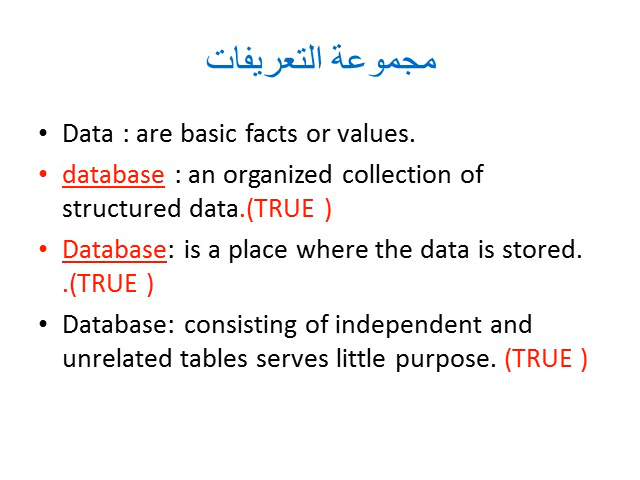 مجموعة التعريفات
• Data : are basic facts or values.
• database : an organized collection of
structured data.(TRUE )
• Database: is a place where the data is stored.
.(TRUE )
• Database: consisting of independent and
unrelated tables serves little purpose. (TRUE )